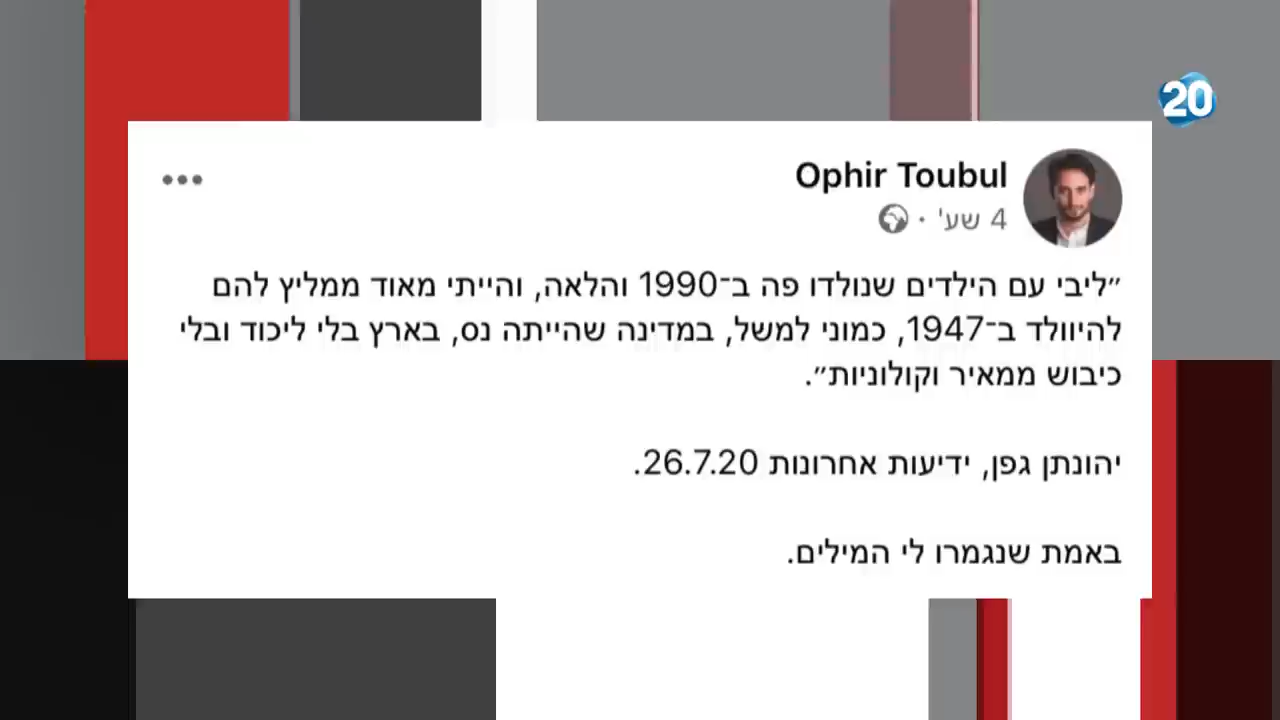 20
Ophir Toubul
4 שע' ·
״ליבי עם הילדים שנולדו פה ב־1990 והלאה, והייתי מאוד ממליץ להם
להיוולד ב־1947, כמוני למשל, במדינה שהייתה נס, בארץ בלי ליכוד ובלי
כיבוש ממאיר וקולוניות״.
יהונתן גפן, ידיעות אחרונות 26.7.20.
באמת שנגמרו לי המילים.